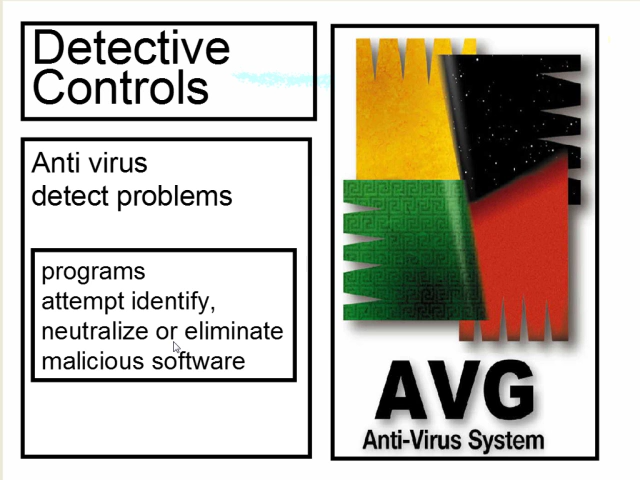 Detective
Controls
Anti virus
detect problems
programs
attempt identify,
neutralize or eliminate
malicious software
AVG
Anti-Virus System